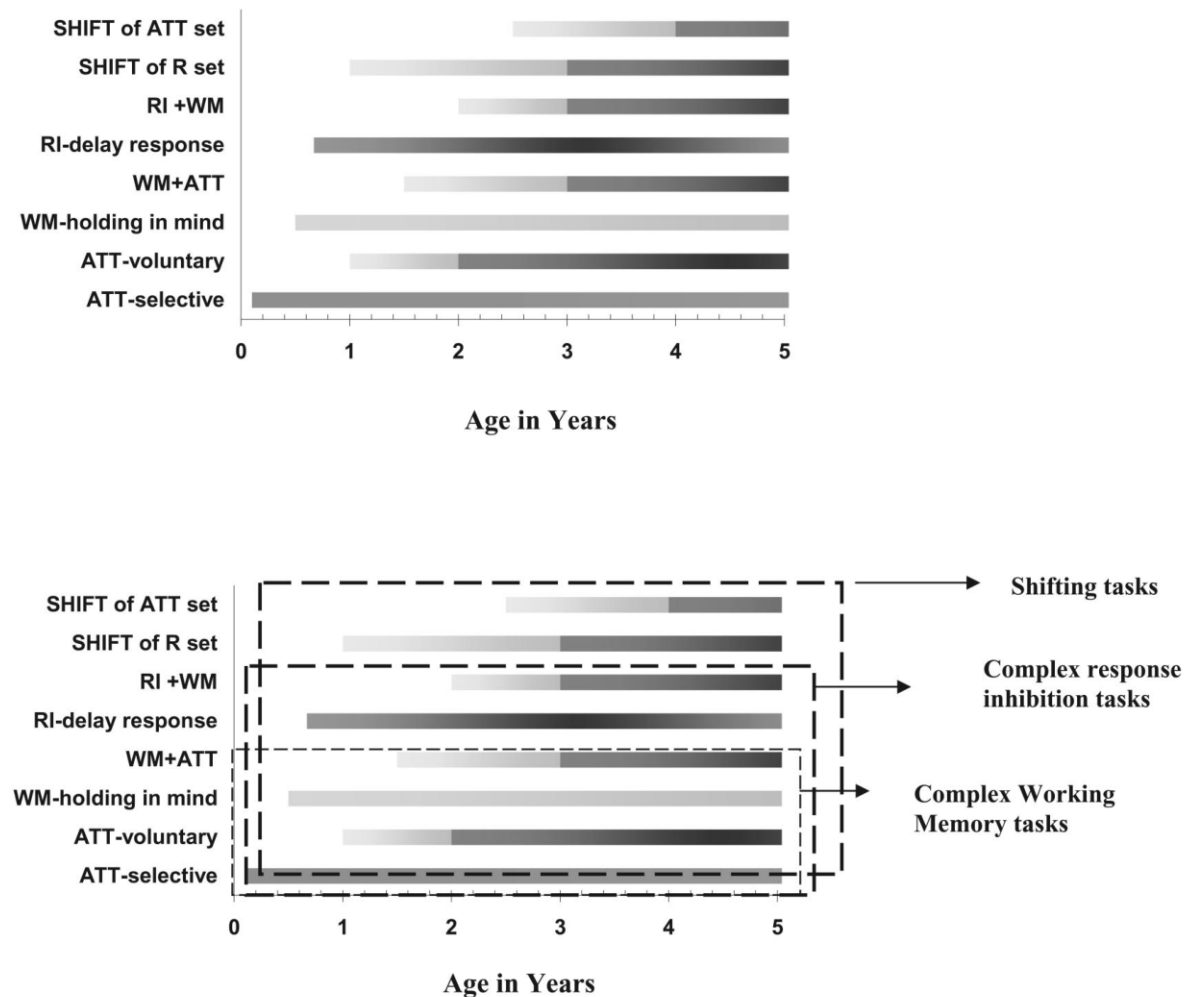 SHIFT of ATT set
SHIFT of R set
RI +WM
RI-delay response
WM+ATT
WM-holding in mind
ATT-voluntary
ATT-selective
0 1 2 3 4 5
Age in Years
SHIFT of ATT set
SHIFT of R set
RI +WM
RI-delay response
WM+ATT
WM-holding in mind
ATT-voluntary
ATT-selective
0 1 2 3 4 5
Age in Years
Shifting tasks
Complex response
inhibition tasks
Complex Working
Memory tasks